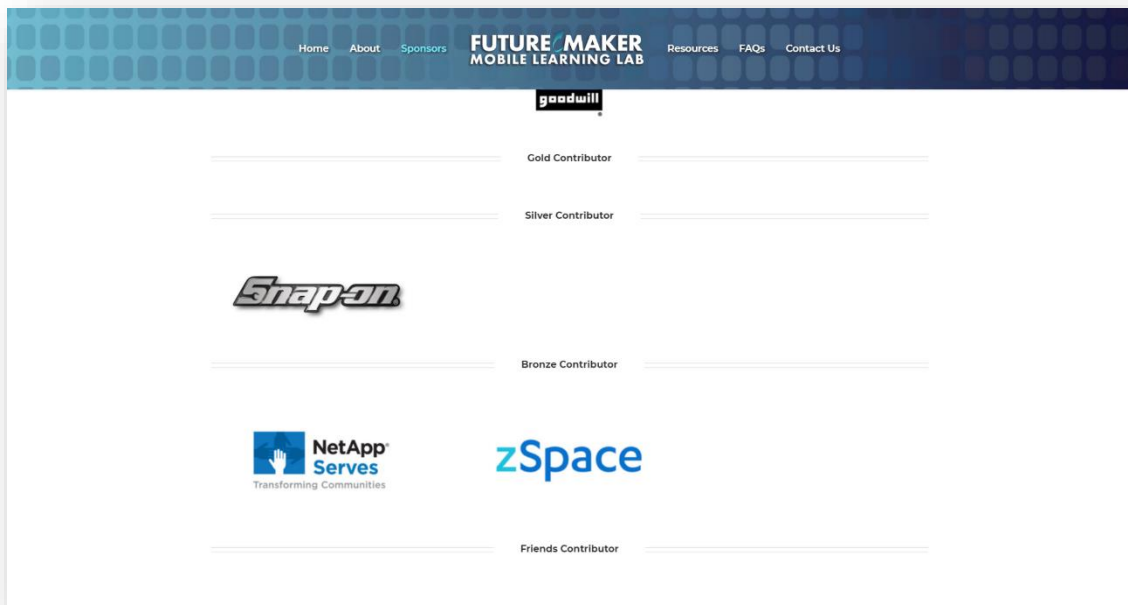 Home About Sponsors FUTURE MAKER MOBILE LEARNING LAB Resources FAQs Contact Us
goodwill®
Gold Contributor
Silver Contributor
Snap-on
Bronze Contributor
NetApp®
Serves
Transforming Communities
zSpace
Friends Contributor